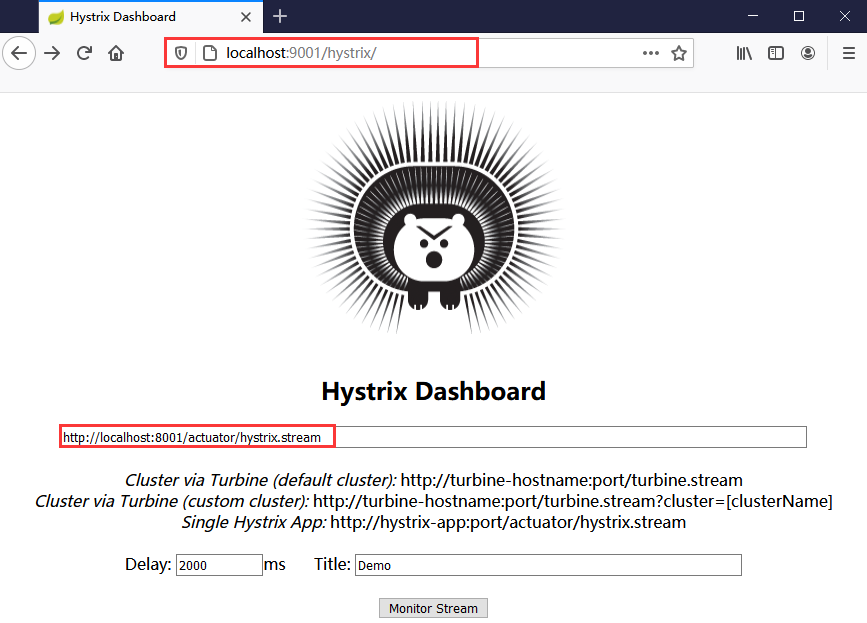 Hystrix Dashboard
localhost:9001/hystrix/
Hystrix Dashboard
http://localhost:8001/actuator/hystrix.stream
Cluster via Turbine (default cluster): http://turbine-hostname:port/turbine.stream
Cluster via Turbine (custom cluster): http://turbine-hostname:port/turbine.stream?cluster=[clusterName]
Single Hystrix App: http://hystrix-app:port/actuator/hystrix.stream
Delay: 2000 ms Title: Demo
Monitor Stream